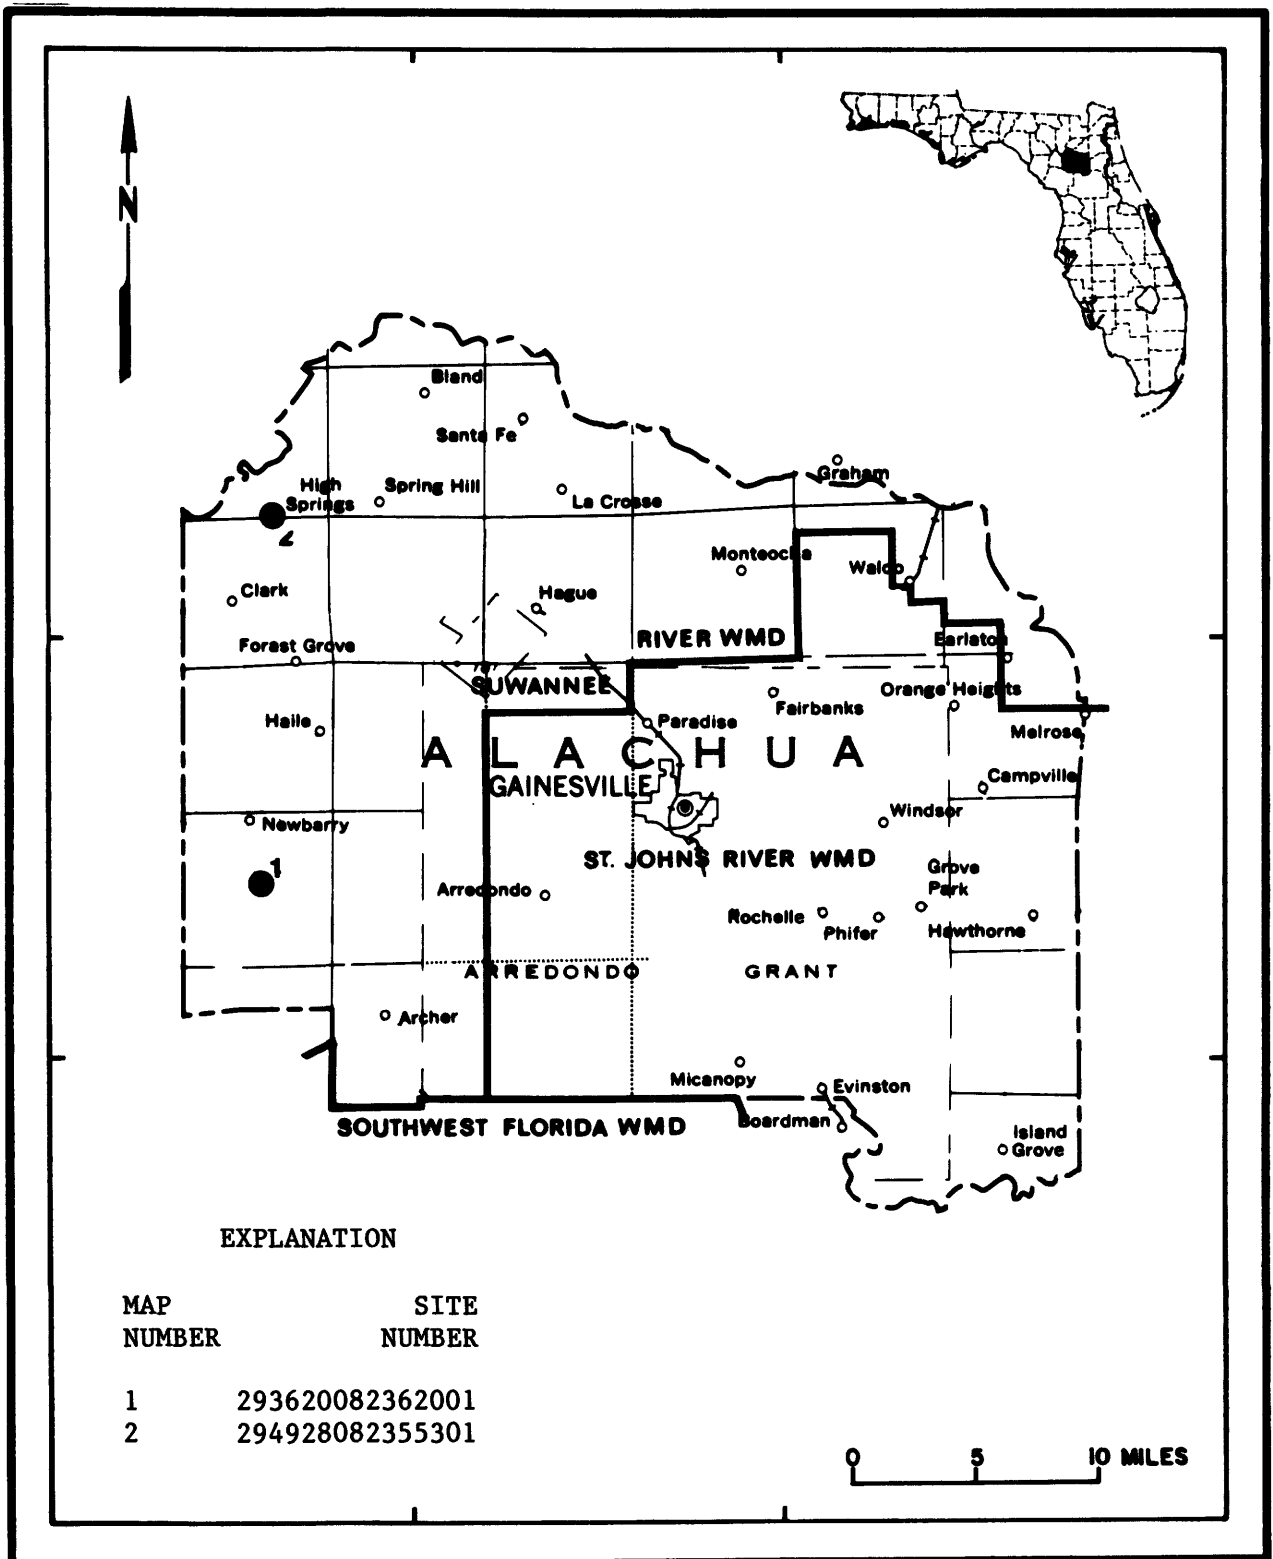 N
Bland
Santa Fe
High
Springs
Spring Hill
La Crosse
Graham
2
Monteocha
Waldo
Clark
Hague
RIVER WMD
Earleton
Forest Grove
SUWANNEE
Orange Heights
Fairbanks
Haile
Paradise
Melrose
ALACHUA
GAINESVILLE
Campville
Newbarry
Windsor
ST. JOHNS RIVER WMD
1
Grove
Park
Arredondo
Rochelle
Phifer
Hawthorne
ARREDONDO GRANT
Archer
Micanopy
Evinston
Boardman
SOUTHWEST FLORIDA WMD
Island
Grove
EXPLANATION
MAP SITE
NUMBER NUMBER
1 293620082362001
2 294928082355301
0 5 10 MILES